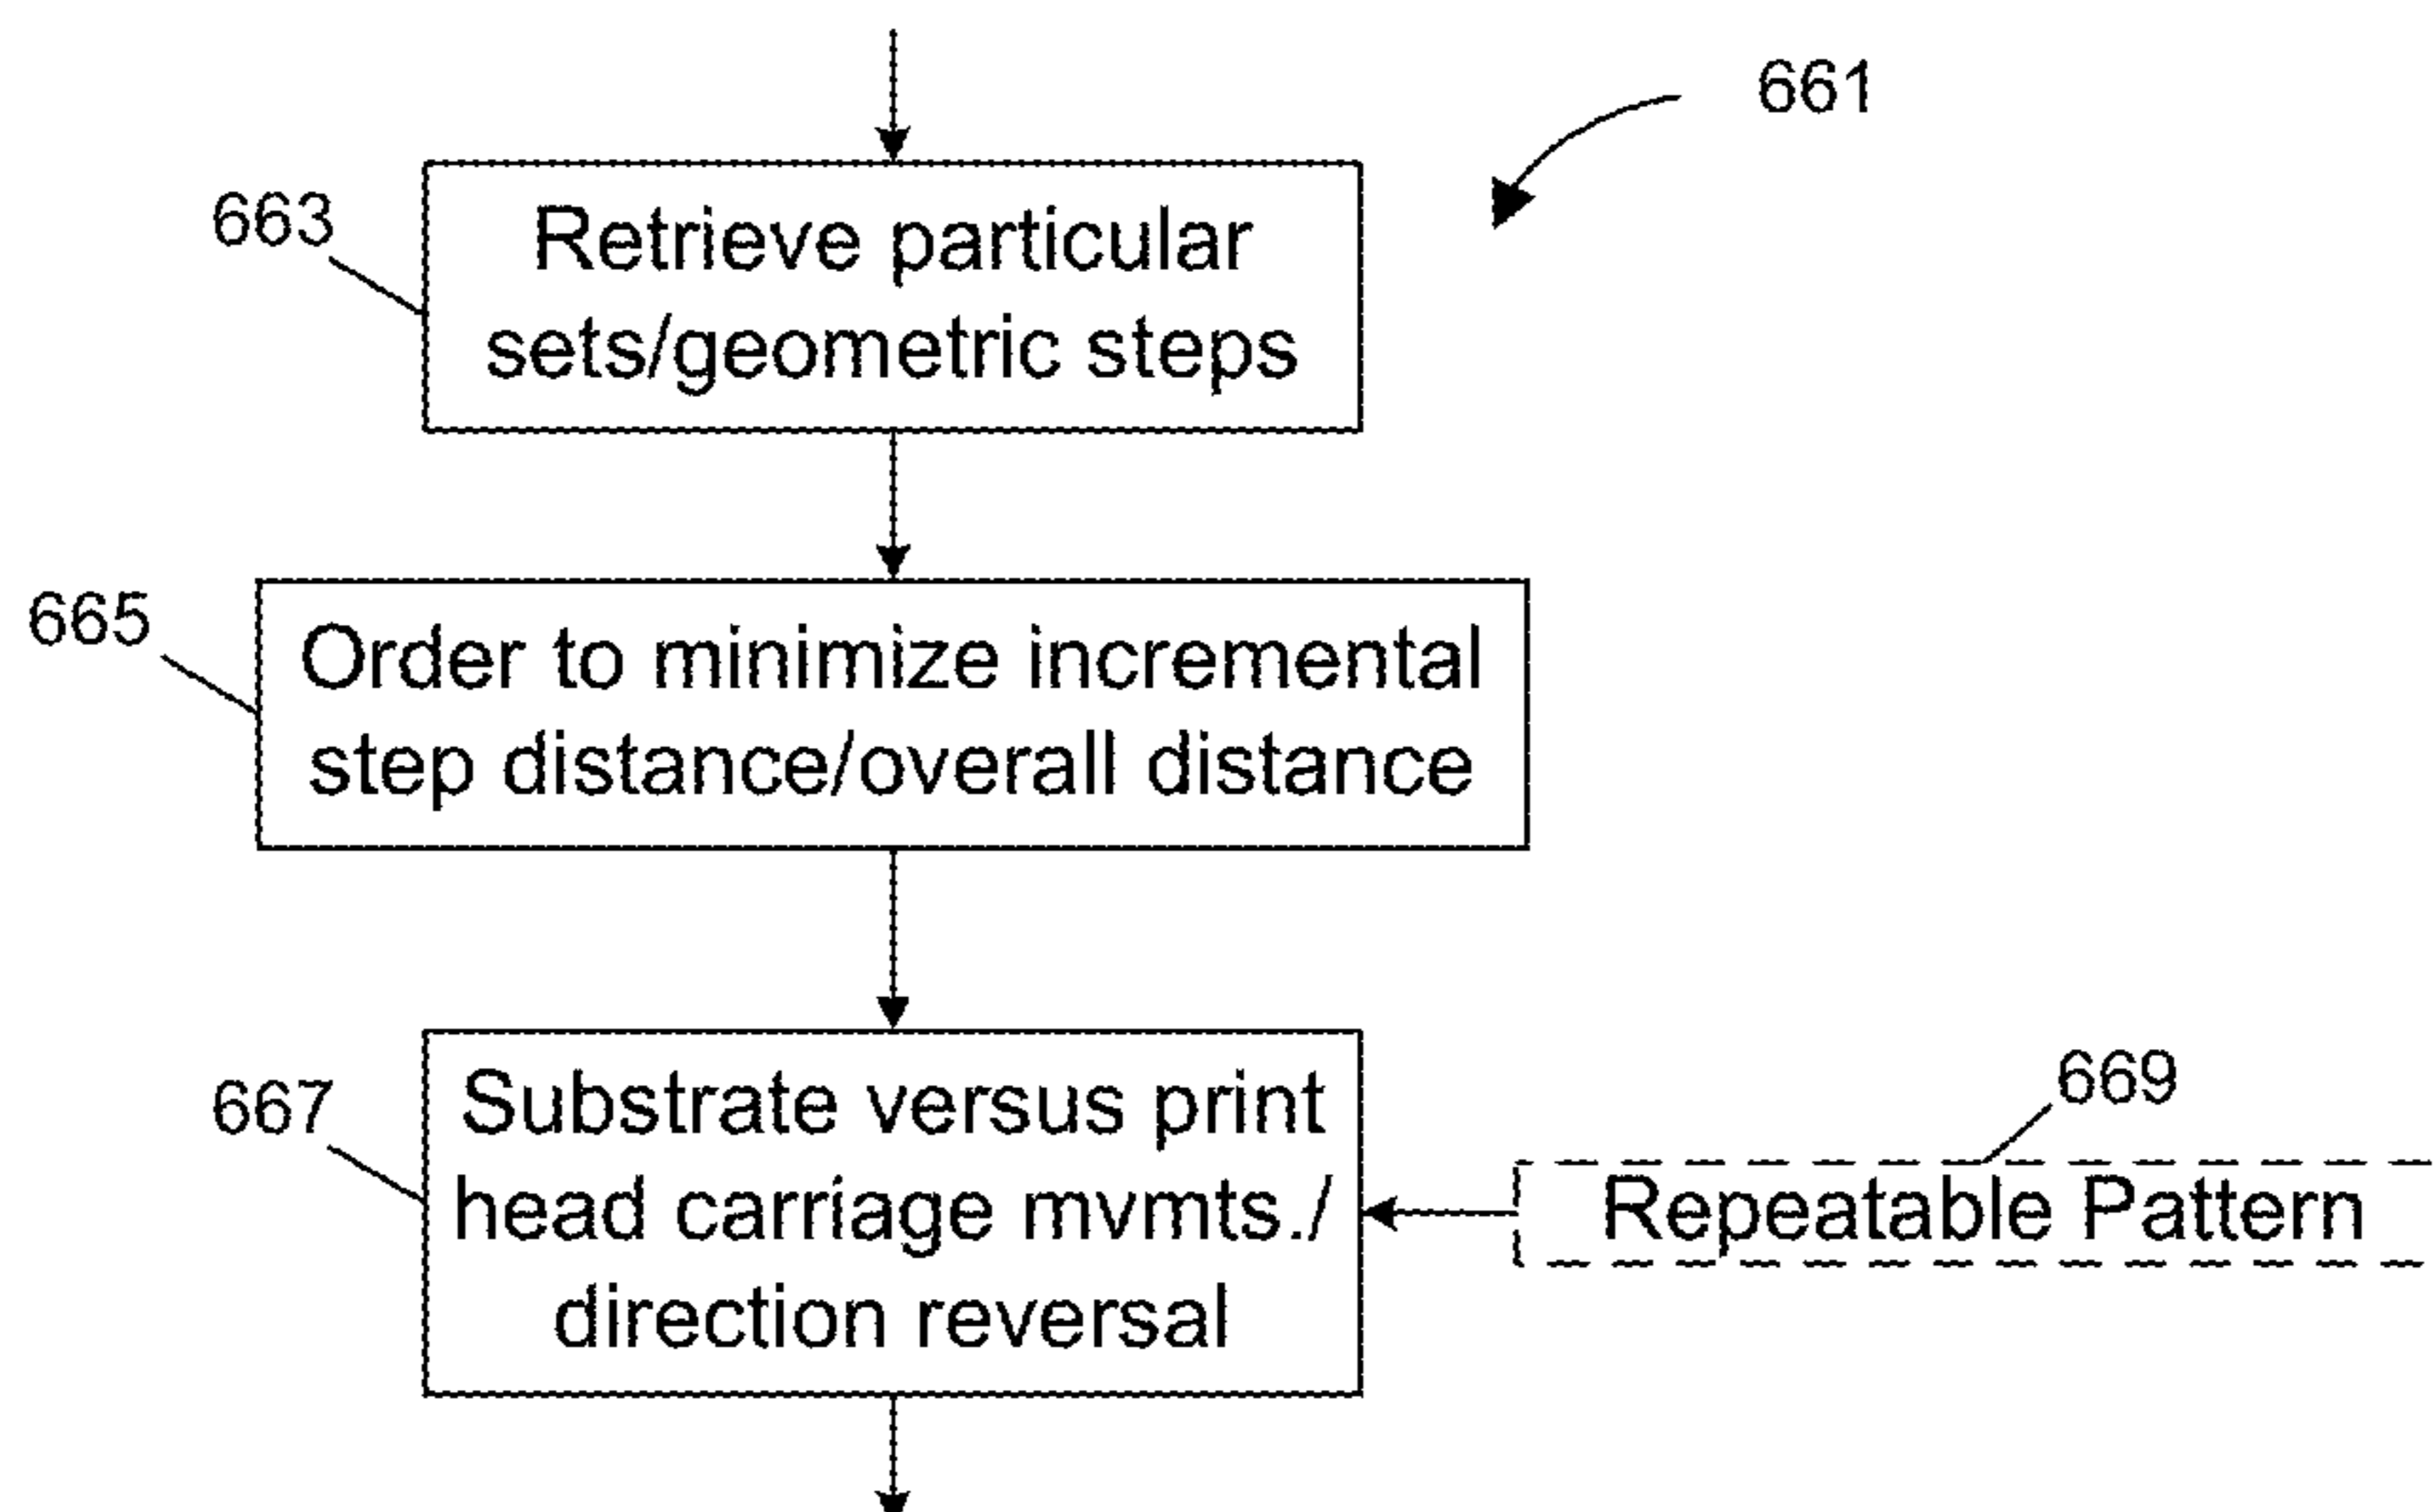 661
663
Retrieve particular
sets/geometric steps
665
Order to minimize incremental
step distance/overall distance
667
Substrate versus print
head carriage mvmts./
direction reversal
669
Repeatable Pattern